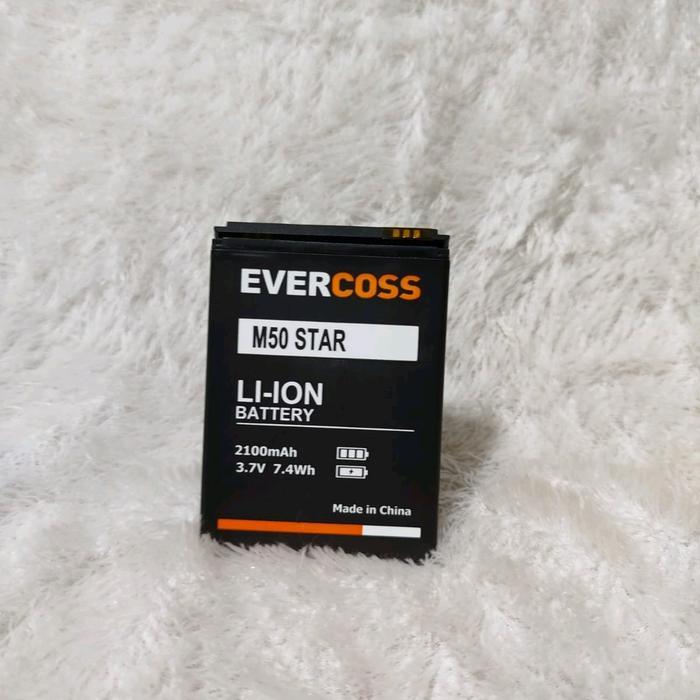 EVERCOSS
M50 STAR
LI-ION
BATTERY
2100mAh
3.7V 7.4Wh
Made in China